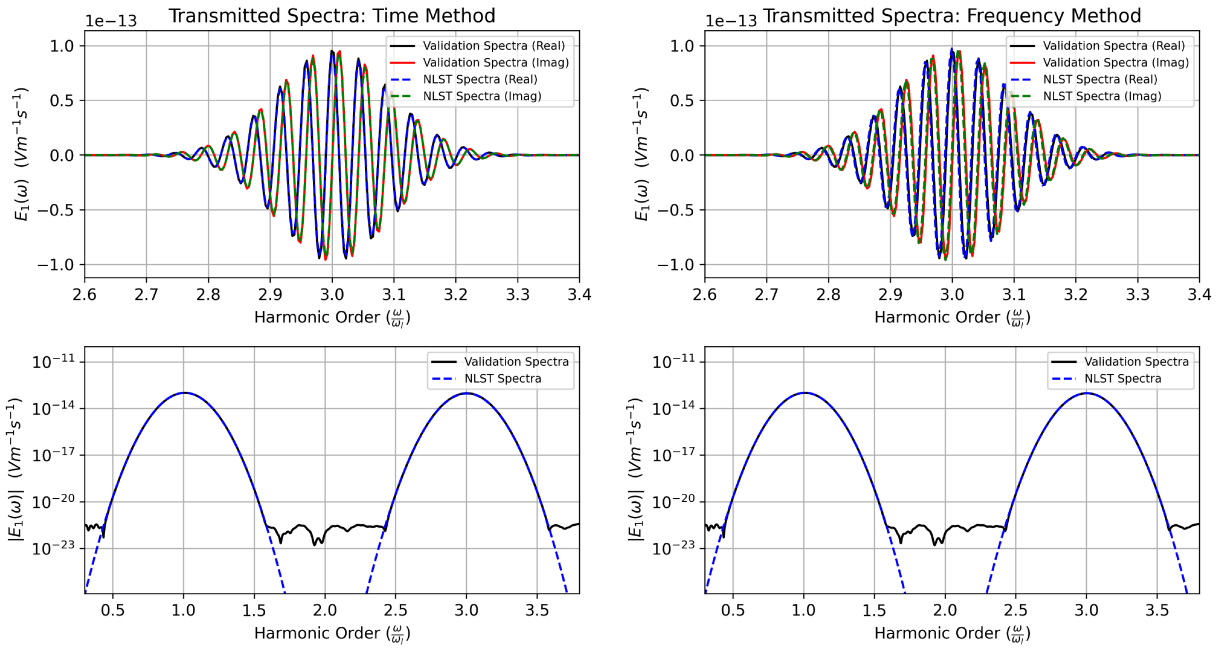 Transmitted Spectra: Time Method
1e−13
Validation Spectra (Real)
Validation Spectra (Imag)
NLST Spectra (Real)
NLST Spectra (Imag)
1.0
0.5
0.0
−0.5
−1.0
E₁(ω) (Vm⁻¹s⁻¹)
2.6 2.7 2.8 2.9 3.0 3.1 3.2 3.3 3.4
Harmonic Order (ω/ωₗ)
Transmitted Spectra: Frequency Method
1e−13
Validation Spectra (Real)
Validation Spectra (Imag)
NLST Spectra (Real)
NLST Spectra (Imag)
1.0
0.5
0.0
−0.5
−1.0
E₁(ω) (Vm⁻¹s⁻¹)
2.6 2.7 2.8 2.9 3.0 3.1 3.2 3.3 3.4
Harmonic Order (ω/ωₗ)
Validation Spectra
NLST Spectra
10⁻¹¹
10⁻¹⁴
10⁻¹⁷
10⁻²⁰
10⁻²³
|E₁(ω)| (Vm⁻¹s⁻¹)
0.5 1.0 1.5 2.0 2.5 3.0 3.5
Harmonic Order (ω/ωₗ)
Validation Spectra
NLST Spectra
10⁻¹¹
10⁻¹⁴
10⁻¹⁷
10⁻²⁰
10⁻²³
|E₁(ω)| (Vm⁻¹s⁻¹)
0.5 1.0 1.5 2.0 2.5 3.0 3.5
Harmonic Order (ω/ωₗ)